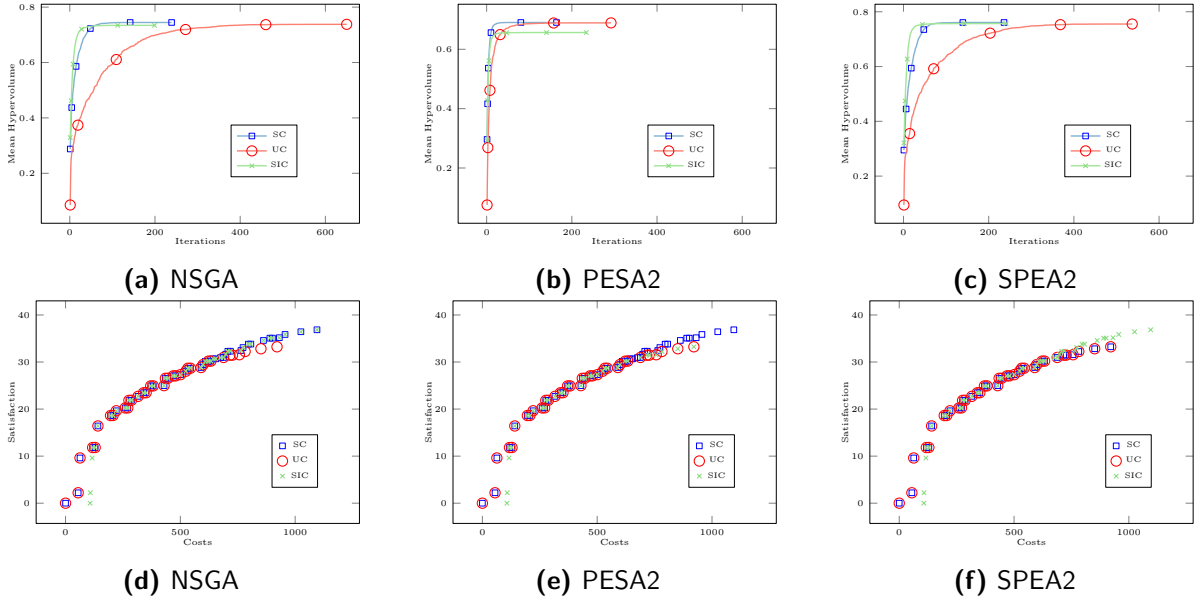 0.8
0.6
0.4
0.2
Mean Hypervolume
SC
UC
SIC
0 200 400 600
Iterations
(a) NSGA
0.8
0.6
0.4
0.2
Mean Hypervolume
SC
UC
SIC
0 200 400 600
Iterations
(b) PESA2
0.8
0.6
0.4
0.2
Mean Hypervolume
SC
UC
SIC
0 200 400 600
Iterations
(c) SPEA2
40
30
20
10
0
Satisfaction
SC
UC
SIC
0 500 1000
Costs
(d) NSGA
40
30
20
10
0
Satisfaction
SC
UC
SIC
0 500 1000
Costs
(e) PESA2
40
30
20
10
0
Satisfaction
SC
UC
SIC
0 500 1000
Costs
(f) SPEA2